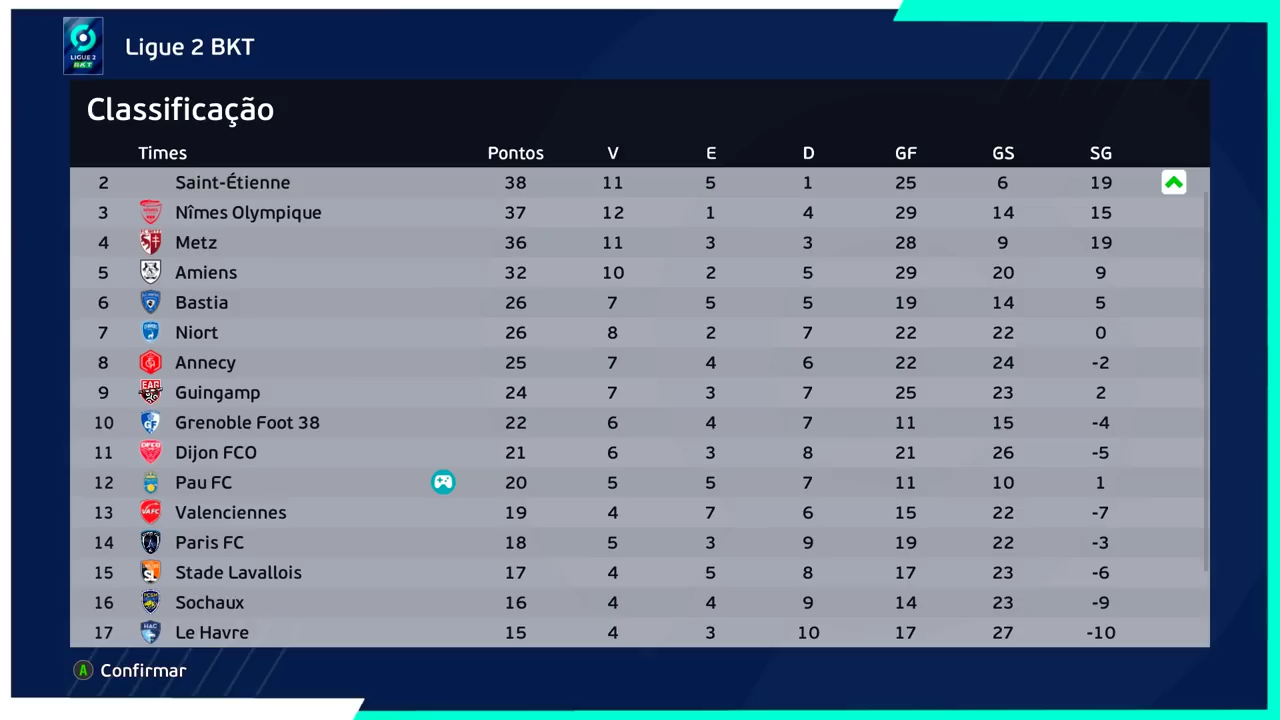 LIGUE 2
BKT
Ligue 2 BKT
Classificação
Times Pontos V E D GF GS SG
2 Saint-Étienne 38 11 5 1 25 6 19
3 Nîmes Olympique 37 12 1 4 29 14 15
4 Metz 36 11 3 3 28 9 19
5 Amiens 32 10 2 5 29 20 9
6 Bastia 26 7 5 5 19 14 5
7 Niort 26 8 2 7 22 22 0
8 Annecy 25 7 4 6 22 24 -2
9 Guingamp 24 7 3 7 25 23 2
10 Grenoble Foot 38 22 6 4 7 11 15 -4
11 Dijon FCO 21 6 3 8 21 26 -5
12 Pau FC 20 5 5 7 11 10 1
13 Valenciennes 19 4 7 6 15 22 -7
14 Paris FC 18 5 3 9 19 22 -3
15 Stade Lavallois 17 4 5 8 17 23 -6
16 Sochaux 16 4 4 9 14 23 -9
17 Le Havre 15 4 3 10 17 27 -10
A Confirmar